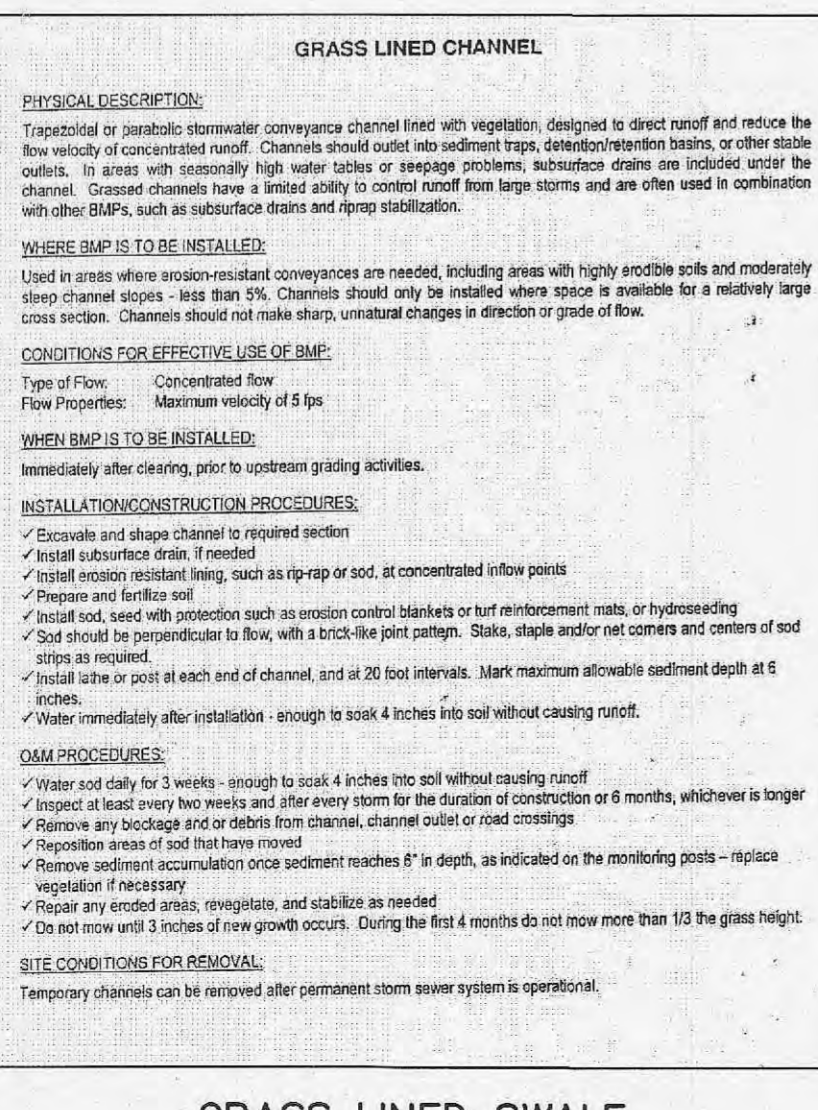 GRASS LINED CHANNEL
PHYSICAL DESCRIPTION:
Trapezoidal or parabolic stormwater conveyance channel lined with vegetation, designed to direct runoff and reduce the
flow velocity of concentrated runoff. Channels should outlet into sediment traps, detention/retention basins, or other stable
outlets. In areas with seasonally high water tables or seepage problems, subsurface drains are included under the
channel. Grassed channels have a limited ability to control runoff from large storms and are often used in combination
with other BMPs, such as subsurface drains and riprap stabilization.
WHERE BMP IS TO BE INSTALLED:
Used in areas where erosion-resistant conveyances are needed, including areas with highly erodible soils and moderately
steep channel slopes - less than 5%. Channels should only be installed where space is available for a relatively large
cross section. Channels should not make sharp, unnatural changes in direction or grade of flow.
CONDITIONS FOR EFFECTIVE USE OF BMP:
Type of Flow: Concentrated flow
Flow Properties: Maximum velocity of 5 fps
WHEN BMP IS TO BE INSTALLED:
Immediately after clearing, prior to upstream grading activities.
INSTALLATION/CONSTRUCTION PROCEDURES:
✓ Excavate and shape channel to required section
✓ Install subsurface drain, if needed
✓ Install erosion resistant lining, such as rip-rap or sod, at concentrated inflow points
✓ Prepare and fertilize soil
✓ Install sod, seed with protection such as erosion control blankets or turf reinforcement mats, or hydroseeding
✓ Sod should be perpendicular to flow, with a brick-like joint pattern. Stake, staple and/or net corners and centers of sod
strips as required.
✓ Install lathe or post at each end of channel, and at 20 foot intervals. Mark maximum allowable sediment depth at 6
inches.
✓ Water immediately after installation - enough to soak 4 inches into soil without causing runoff.
O&M PROCEDURES:
✓ Water sod daily for 3 weeks - enough to soak 4 inches into soil without causing runoff
✓ Inspect at least every two weeks and after every storm for the duration of construction or 6 months, whichever is longer
✓ Remove any blockage and or debris from channel, channel outlet or road crossings
✓ Reposition areas of sod that have moved
✓ Remove sediment accumulation once sediment reaches 6" in depth, as indicated on the monitoring posts – replace
vegetation if necessary
✓ Repair any eroded areas, revegetate, and stabilize as needed
✓ Do not mow until 3 inches of new growth occurs. During the first 4 months do not mow more than 1/3 the grass height.
SITE CONDITIONS FOR REMOVAL:
Temporary channels can be removed after permanent storm sewer system is operational.
GRASS LINED SWALE